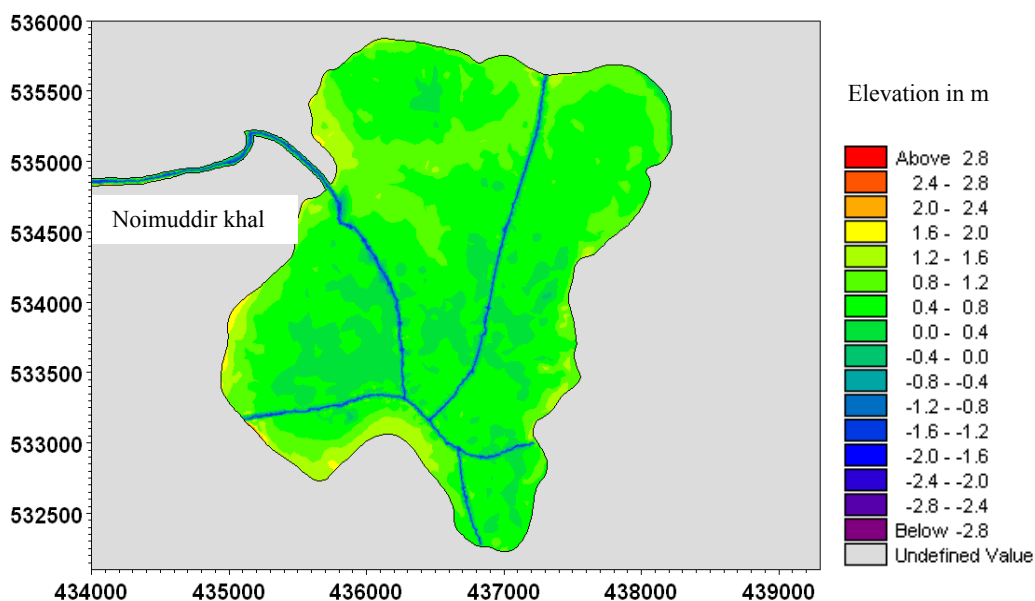 536000
535500
535000
534500
534000
533500
533000
532500
434000 435000 436000 437000 438000 439000
Noimuddir khal
Elevation in m
Above 2.8
2.4 - 2.8
2.0 - 2.4
1.6 - 2.0
1.2 - 1.6
0.8 - 1.2
0.4 - 0.8
0.0 - 0.4
-0.4 - 0.0
-0.8 - -0.4
-1.2 - -0.8
-1.6 - -1.2
-2.0 - -1.6
-2.4 - -2.0
-2.8 - -2.4
Below -2.8
Undefined Value